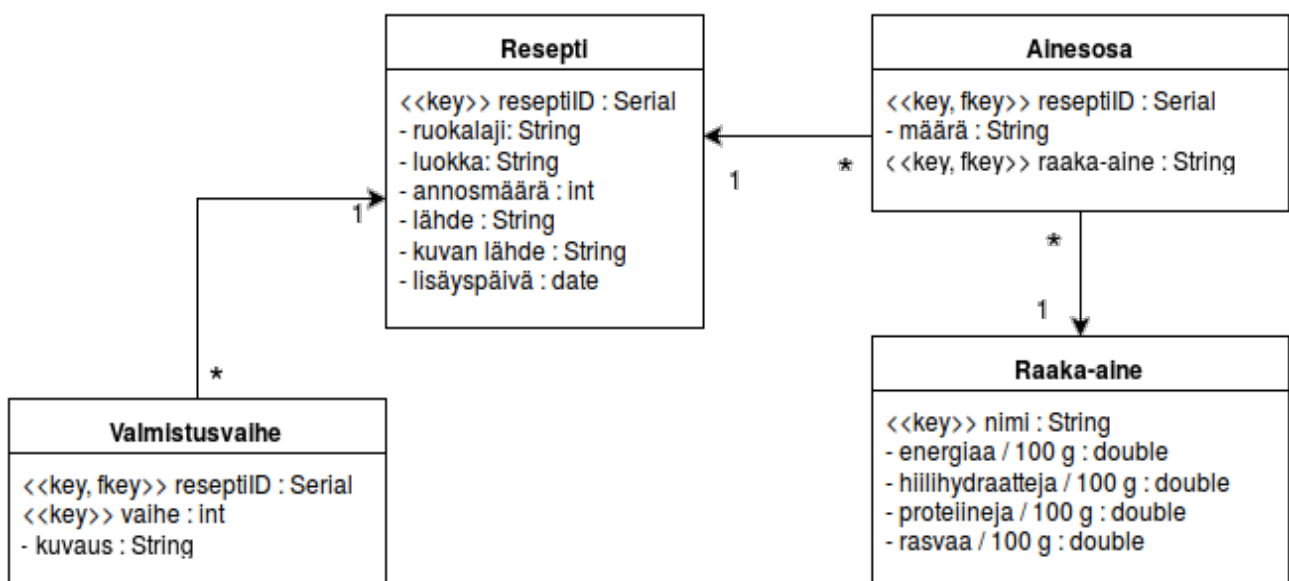 Resepti
<<key>> reseptiID : Serial
- ruokalaji: String
- luokka: String
- annosmäärä : int
- lähde : String
- kuvan lähde : String
- lisäyspäivä : date
Ainesosa
<<key, fkey>> reseptiID : Serial
- määrä : String
<<key, fkey>> raaka-aine : String
1
*
1
*
1
*
Raaka-aine
<<key>> nimi : String
- energiaa / 100 g : double
- hiilihydraatteja / 100 g : double
- proteiineja / 100 g : double
- rasvaa / 100 g : double
Valmistusvaihe
<<key, fkey>> reseptiID : Serial
<<key>> vaihe : int
- kuvaus : String